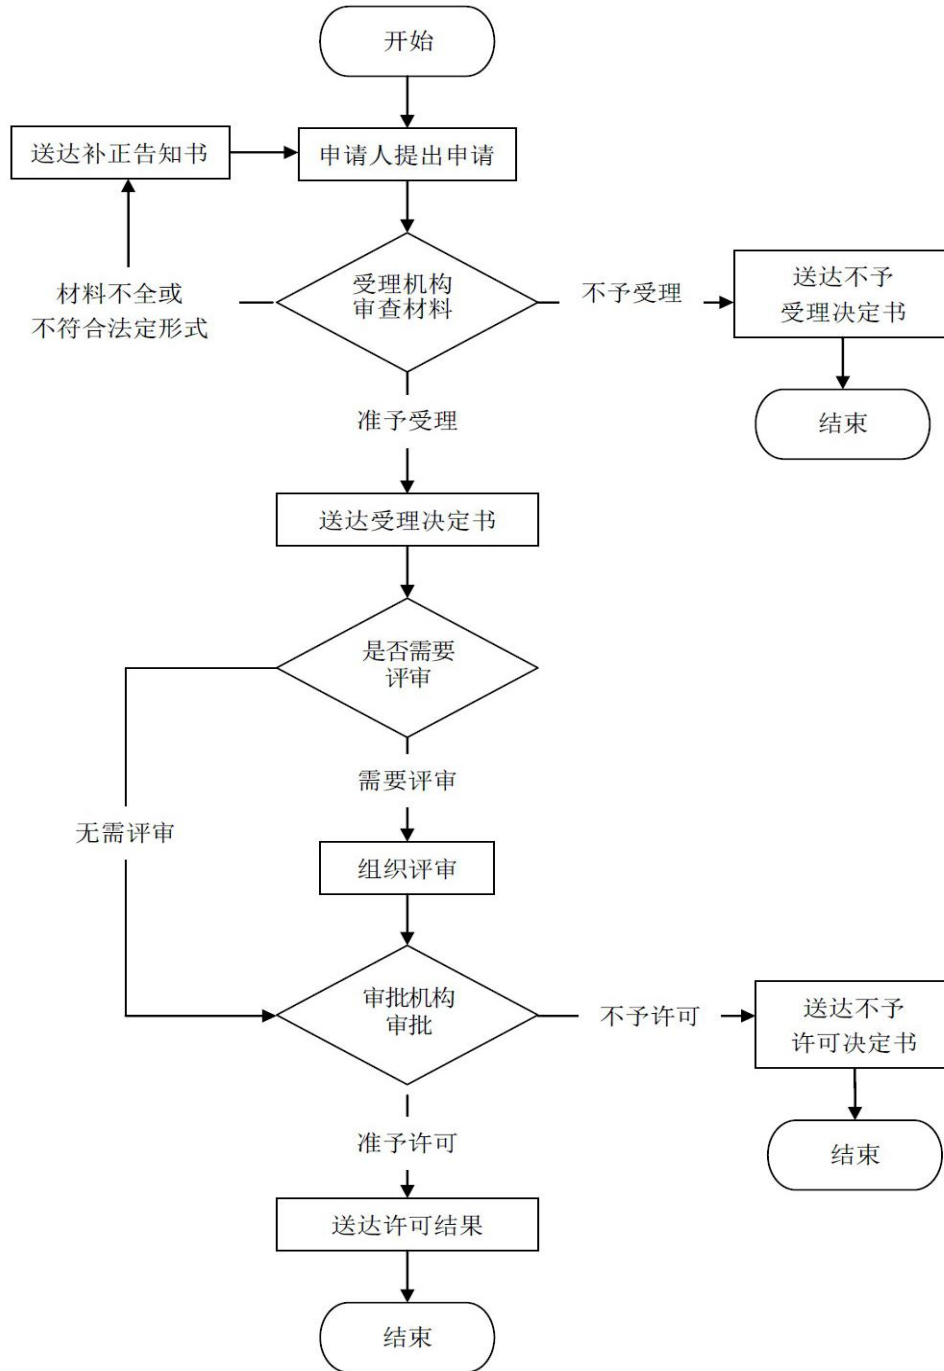 开始
送达补正告知书
申请人提出申请
受理机构
审查材料
材料不全或
不符合法定形式
不予受理
送达不予
受理决定书
结束
准予受理
送达受理决定书
是否需要
评审
需要评审
无需评审
组织评审
审批机构
审批
不予许可
送达不予
许可决定书
结束
准予许可
送达许可结果
结束